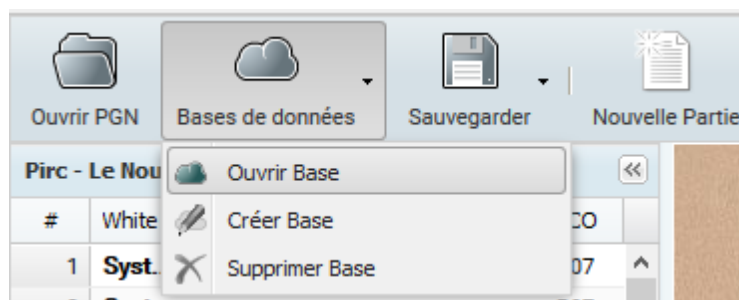 Ouvrir PGN
Bases de données
Sauvegarder
Nouvelle Partie
Pirc - Le Nou
Ouvrir Base
#
White
Créer Base
CO
1
Syst..
Supprimer Base
07